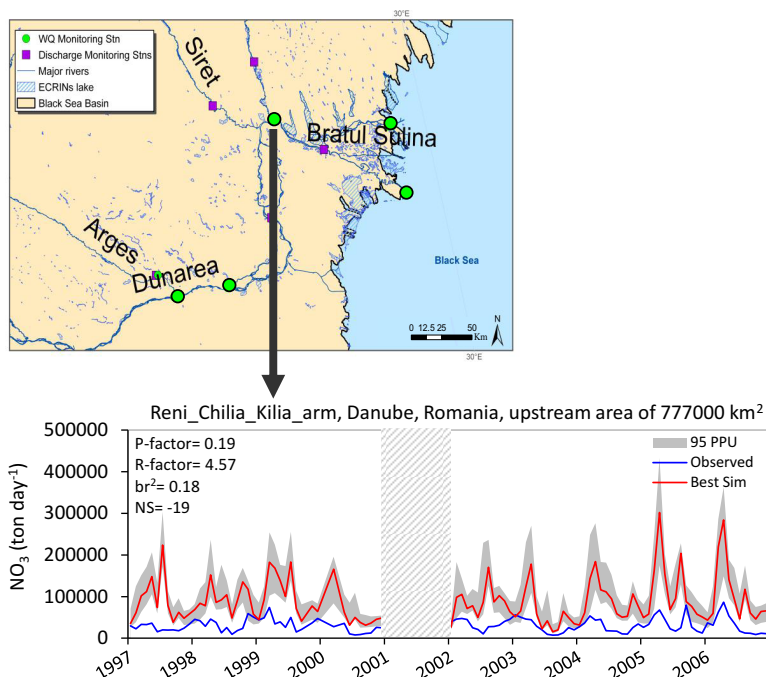 30°E
WQ Monitoring Stn
Discharge Monitoring Stns
Major rivers
ECRINs lake
Black Sea Basin
Siret
Bratul Sulina
Arges
Dunarea
Black Sea
N
0 12.5 25 50
Km
30°E
Reni_Chilia_Kilia_arm, Danube, Romania, upstream area of 777000 km²
P-factor= 0.19
R-factor= 4.57
br²= 0.18
NS= -19
95 PPU
Observed
Best Sim
NO₃ (ton day⁻¹)
500000
400000
300000
200000
100000
0
1997 1998 1999 2000 2001 2002 2003 2004 2005 2006